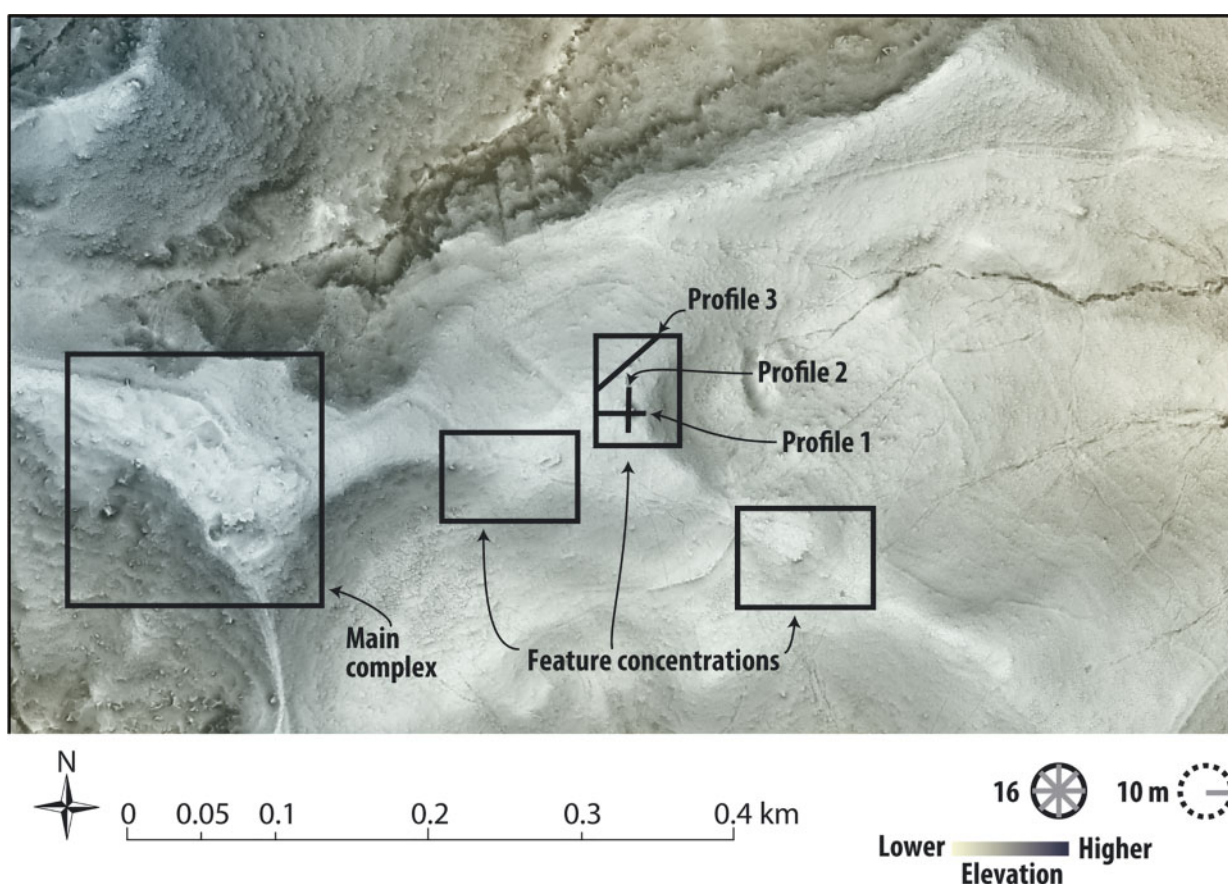 Profile 3
Profile 2
Profile 1
Main
complex
Feature concentrations
N
0 0.05 0.1 0.2 0.3 0.4 km
16
10 m
Lower Higher
Elevation